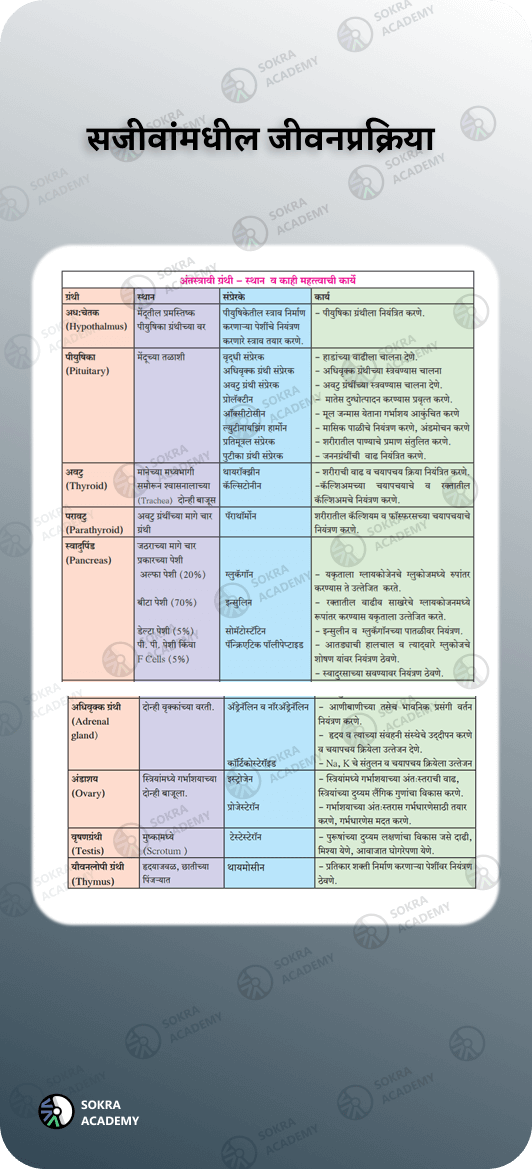 सजीवांमधील जीवनप्रक्रिया
अंतस्त्रावी ग्रंथी – स्थान व काही महत्त्वाची कार्ये
ग्रंथी स्थान संप्रेरके कार्य
अध:चेतक (Hypothalmus)
मेंदूतील प्रमस्तिष्क
पीयुषिका ग्रंथीच्या वर
पीयुषिकेतील स्त्राव निर्माण
करणाऱ्या पेशींचे नियंत्रण
करणारे स्त्राव तयार करणे.
– पीयुषिका ग्रंथीला नियंत्रित करणे.
पीयुषिका
(Pituitary)
मेंदूच्या तळाशी
वृद्धी संप्रेरक
अधिवृक्क ग्रंथी संप्रेरक
अवटु ग्रंथी संप्रेरक
प्रोलॅक्टीन
ऑक्सीटोसीन
ल्युटीनायझिंग हार्मोन
प्रतिमूत्रल संप्रेरक
पुटीका ग्रंथी संप्रेरक
– हाडांच्या वाढीला चालना देणे.
– अधिवृक्क ग्रंथीच्या स्त्रवण्यास चालना
– अवटु ग्रंथीच्या स्त्रवण्यास चालना देणे.
– मातेस दुग्धोत्पादन करण्यास प्रवृत्त करणे.
– मूल जन्मास येताना गर्भाशय आकुंचित करणे
– मासिक पाळीचे नियंत्रण करणे, अंडमोचन करणे
– शरीरातील पाण्याचे प्रमाण संतुलित करणे.
– जननग्रंथींची वाढ नियंत्रित करणे.
अवटु
(Thyroid)
मानेच्या मध्यभागी
समोरून श्वासनालाच्या
(Trachea) दोन्ही बाजूस
थायरॉक्झीन
कॅल्सिटोनीन
– शरीराची वाढ व चयापचय क्रिया नियंत्रित करणे.
–कॅल्शिअमच्या चयापचयाचे व रक्तातील
कॅल्शिअमचे नियंत्रण करणे.
परावटु
(Parathyroid)
अवटु ग्रंथींच्या मागे चार
ग्रंथी
पॅराथॉर्मोन
शरीरातील कॅल्शियम व फॉस्फरसच्या चयापचयाचे
नियंत्रण करणे.
स्वादुपिंड
(Pancreas)
जठराच्या मागे चार
प्रकारच्या पेशी
अल्फा पेशी (20%)
बीटा पेशी (70%)
डेल्टा पेशी (5%)
पी. पी. पेशी किंवा
F Cells (5%)
ग्लुकॅगॉन
इन्सुलिन
सोमॅटोस्टॅटिन
पॅन्क्रिएटिक पॉलीपेप्टाइड
– यकृताला ग्लायकोजेनचे ग्लुकोजमध्ये रुपांतर
करण्यास ते उत्तेजित करते.
– रक्तातील वाढीव साखरेचे ग्लायकोजनमध्ये
रूपांतर करण्यास यकृताला उत्तेजित करते.
– इन्सुलीन व ग्लुकॅगॉनच्या पातळीवर नियंत्रण.
– आतड्याची हालचाल व त्याद्वारे ग्लुकोजचे
शोषण यांवर नियंत्रण ठेवणे.
– स्वादुरसाच्या स्रवण्यावर नियंत्रण ठेवणे.
अधिवृक्क ग्रंथी
(Adrenal
gland)
दोन्ही वृक्कांच्या वरती.
ॲड्रेनॅलिन व नॉरॲड्रेनॅलिन
कॉर्टिकोस्टेरॉइड
– आणीबाणीच्या तसेच भावनिक प्रसंगी वर्तन
नियंत्रण करणे.
– हृदय व त्यांच्या संवहनी संस्थेचे उद्दीपन करणे
व चयापचय क्रियेला उत्तेजन देणे.
– Na, K चे संतुलन व चयापचय क्रियेला उत्तेजन
अंडाशय
(Ovary)
स्त्रियांमध्ये गर्भाशयाच्या
दोन्ही बाजूला.
इस्ट्रोजेन
प्रोजेस्टेरॉन
– स्त्रियांमध्ये गर्भाशयाच्या अंतःस्तराची वाढ,
स्त्रियांच्या दुय्यम लैंगिक गुणांचा विकास करणे.
– गर्भाशयाच्या अंतःस्तरास गर्भधारणेसाठी तयार
करणे, गर्भधारणेस मदत करणे.
वृषणग्रंथी
(Testis)
मुष्कामध्ये
(Scrotum )
टेस्टेस्टेरॉन
– पुरूषांच्या दुय्यम लक्षणांचा विकास जसे दाढी,
मिश्या येणे, आवाजात घोगरेपणा येणे.
यौवनलोपी ग्रंथी
(Thymus)
हृदयाजवळ, छातीच्या
पिंजऱ्यात
थायमोसीन
– प्रतिकार शक्ती निर्माण करणाऱ्या पेशींवर नियंत्रण
ठेवणे.
SOKRA
ACADEMY